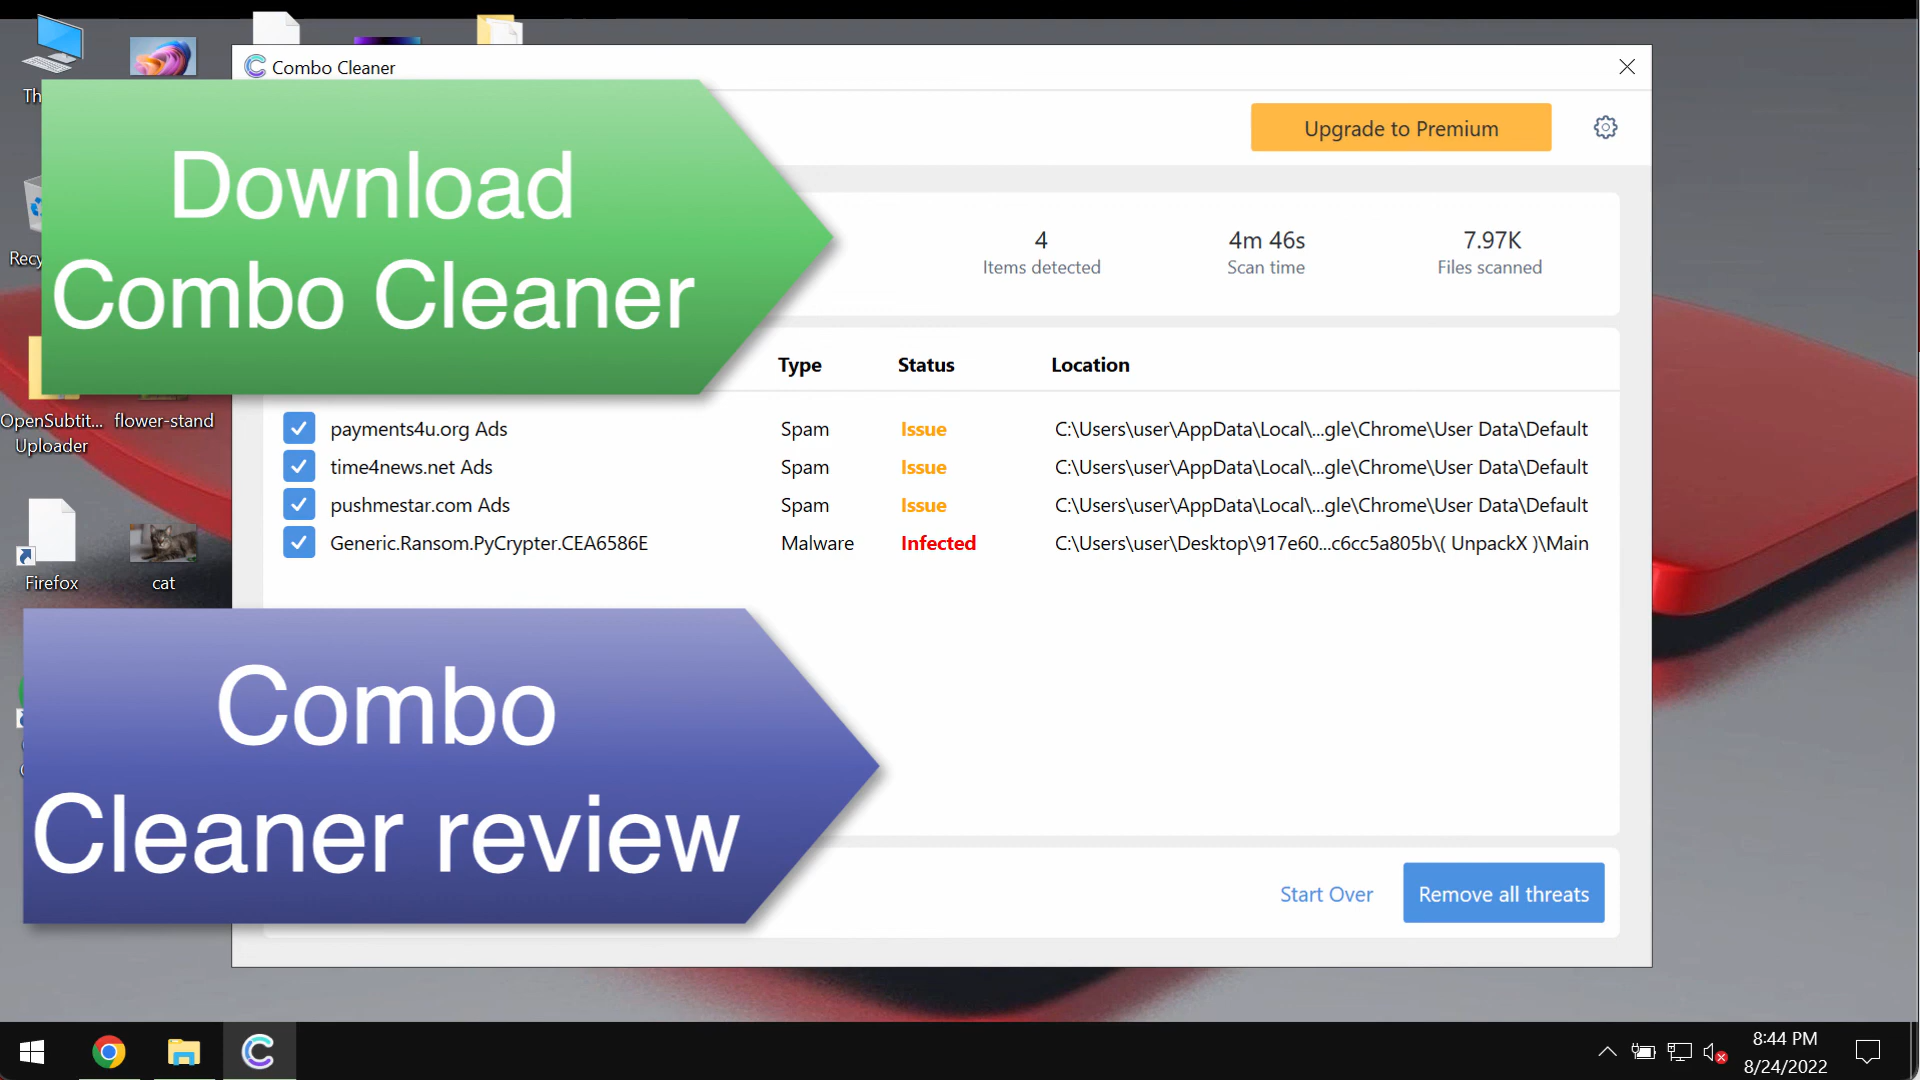 Combo Cleaner
Th
Download
Combo Cleaner
Upgrade to Premium
4
Items detected
4m 46s
Scan time
7.97K
Files scanned
Recy
Type Status Location
OpenSubtit...
Uploader
flower-stand
payments4u.org Ads Spam Issue C:\Users\user\AppData\Local\...gle\Chrome\User Data\Default
time4news.net Ads Spam Issue C:\Users\user\AppData\Local\...gle\Chrome\User Data\Default
pushmestar.com Ads Spam Issue C:\Users\user\AppData\Local\...gle\Chrome\User Data\Default
Generic.Ransom.PyCrypter.CEA6586E Malware Infected C:\Users\user\Desktop\917e60...c6cc5a805b\( UnpackX )\Main
Firefox
cat
Combo
Cleaner review
Start Over
Remove all threats
8:44 PM
8/24/2022